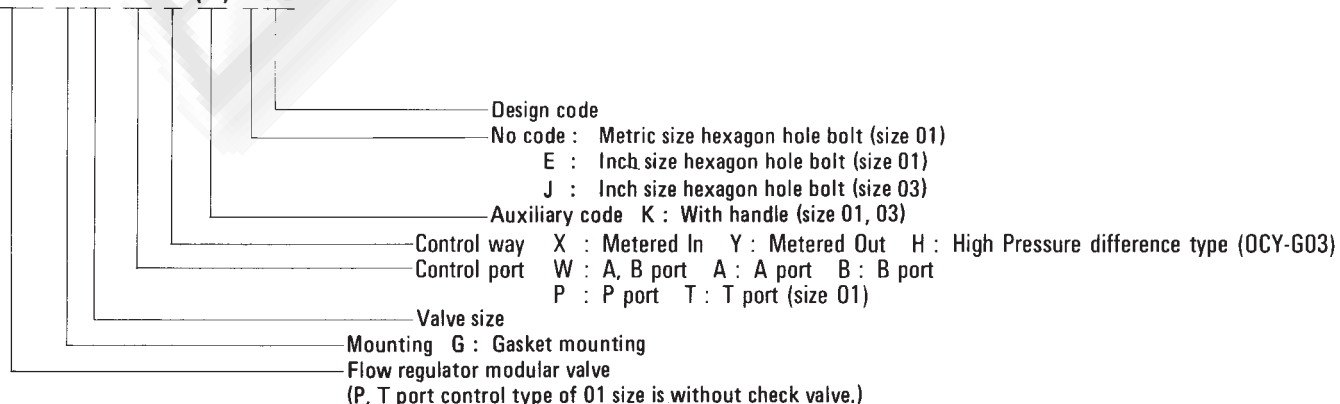 Design code
No code : Metric size hexagon hole bolt (size 01)
E : Inch size hexagon hole bolt (size 01)
J : Inch size hexagon hole bolt (size 03)
Auxiliary code K : With handle (size 01, 03)
Control way X : Metered In Y : Metered Out H : High Pressure difference type (OCY-G03)
Control port W : A, B port A : A port B : B port
P : P port T : T port (size 01)
Valve size
Mounting G : Gasket mounting
Flow regulator modular valve
(P, T port control type of 01 size is without check valve.)